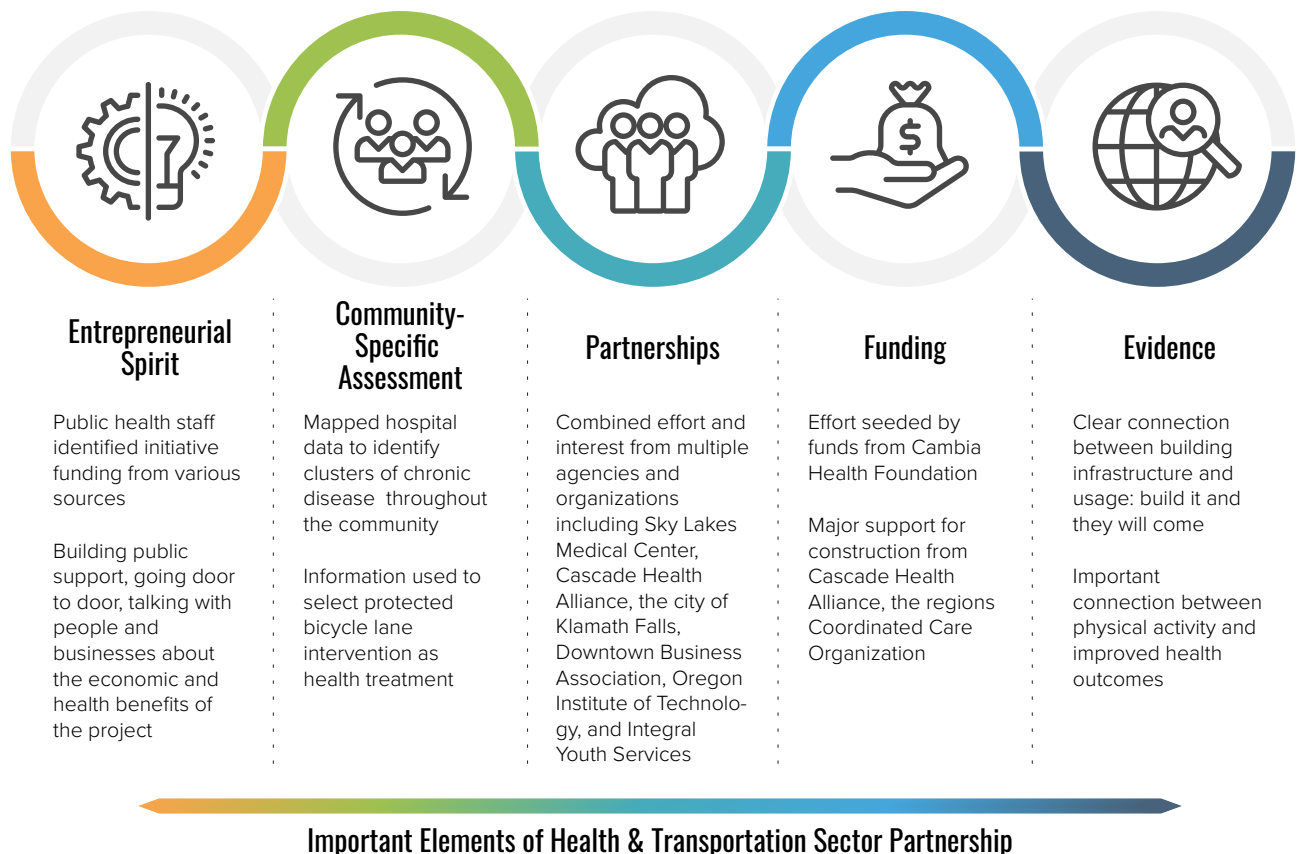 $
Entrepreneurial
Spirit
Public health staff
identified initiative
funding from various
sources
Building public
support, going door
to door, talking with
people and
businesses about
the economic and
health benefits of
the project
Community-
Specific
Assessment
Mapped hospital
data to identify
clusters of chronic
disease  throughout
the community
Information used to
select protected
bicycle lane
intervention as
health treatment
Partnerships
Combined effort and
interest from multiple
agencies and
organizations
including Sky Lakes
Medical Center,
Cascade Health
Alliance, the city of
Klamath Falls,
Downtown Business
Association, Oregon
Institute of Technolo-
gy, and Integral
Youth Services
Funding
Effort seeded by
funds from Cambia
Health Foundation
Major support for
construction from
Cascade Health
Alliance, the regions
Coordinated Care
Organization
Evidence
Clear connection
between building
infrastructure and
usage: build it and
they will come
Important
connection between
physical activity and
improved health
outcomes
Important Elements of Health & Transportation Sector Partnership